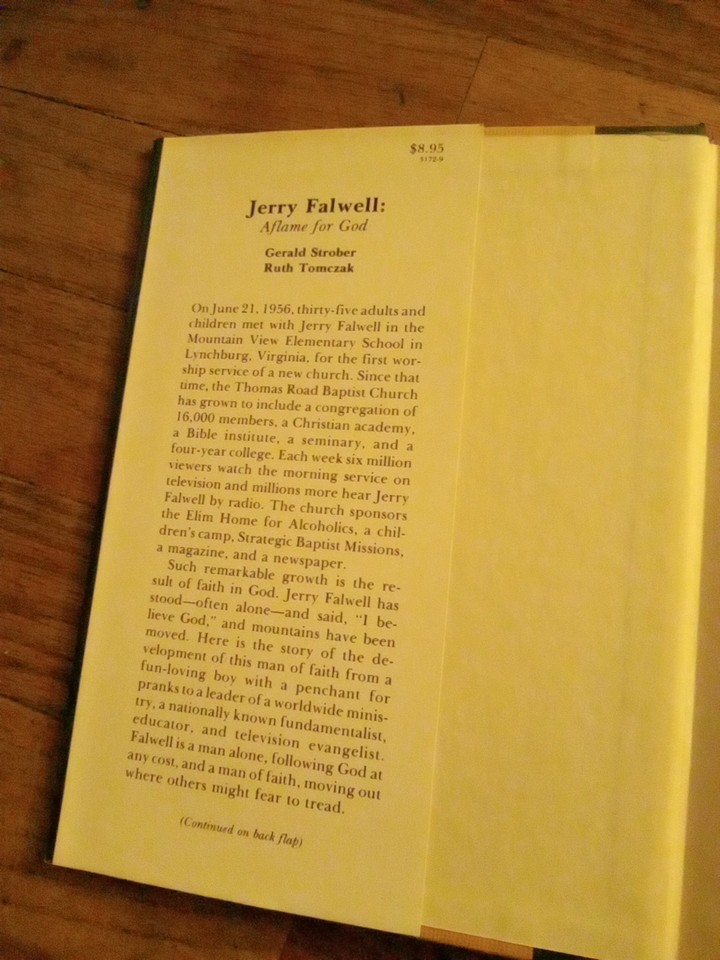 $8.95
5172-9
Jerry Falwell:
Aflame for God
Gerald Strober
Ruth Tomczak
On June 21, 1956, thirty-five adults and
children met with Jerry Falwell in the
Mountain View Elementary School in
Lynchburg, Virginia, for the first wor-
ship service of a new church. Since that
time, the Thomas Road Baptist Church
has grown to include a congregation of
16,000 members, a Christian academy,
a Bible institute, a seminary, and a
four-year college. Each week six million
viewers watch the morning service on
television and millions more hear Jerry
Falwell by radio. The church sponsors
the Elim Home for Alcoholics, a chil-
dren's camp, Strategic Baptist Missions,
a magazine, and a newspaper.
Such remarkable growth is the re-
sult of faith in God. Jerry Falwell has
stood—often alone—and said, "I be-
lieve God," and mountains have been
moved. Here is the story of the de-
velopment of this man of faith from a
fun-loving boy with a penchant for
pranks to a leader of a worldwide minis-
try, a nationally known fundamentalist,
educator, and television evangelist.
Falwell is a man alone, following God at
any cost, and a man of faith, moving out
where others might fear to tread.
(Continued on back flap)